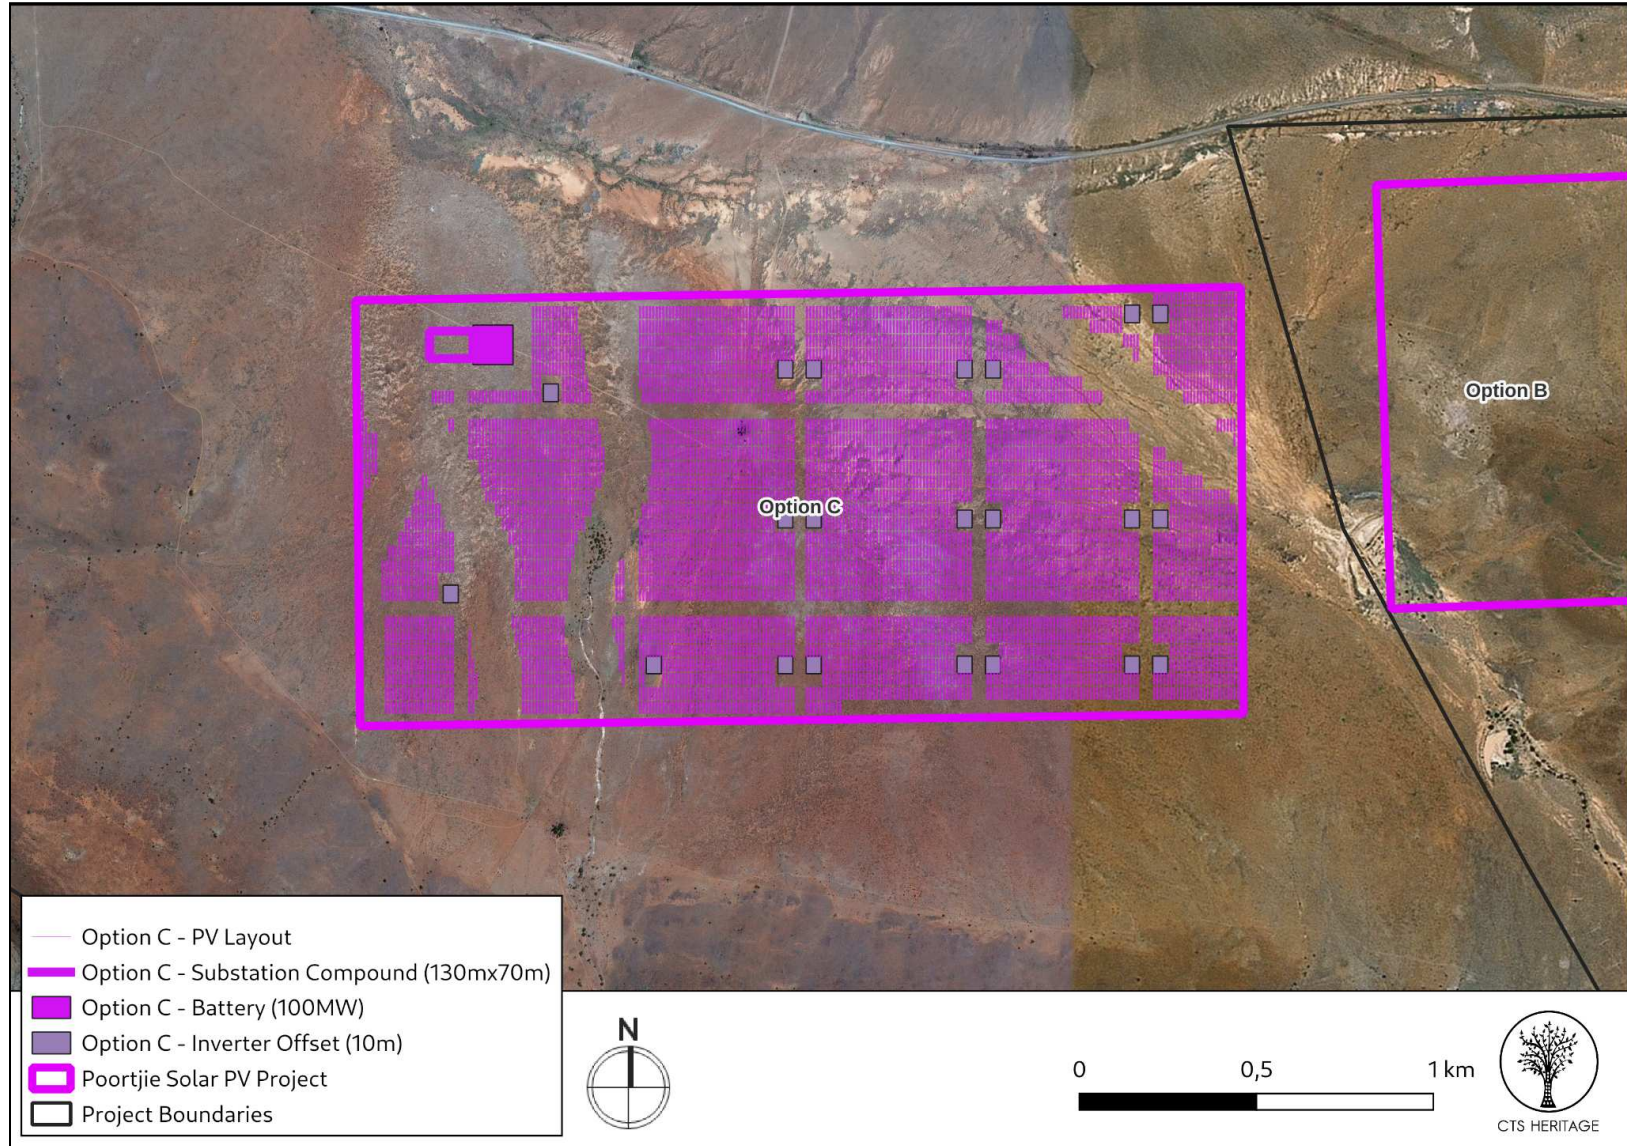 Option B
Option C
Option C - PV Layout
Option C - Substation Compound (130mx70m)
Option C - Battery (100MW)
Option C - Inverter Offset (10m)
Poortjie Solar PV Project
Project Boundaries
N
0 0,5 1 km
CTS HERITAGE